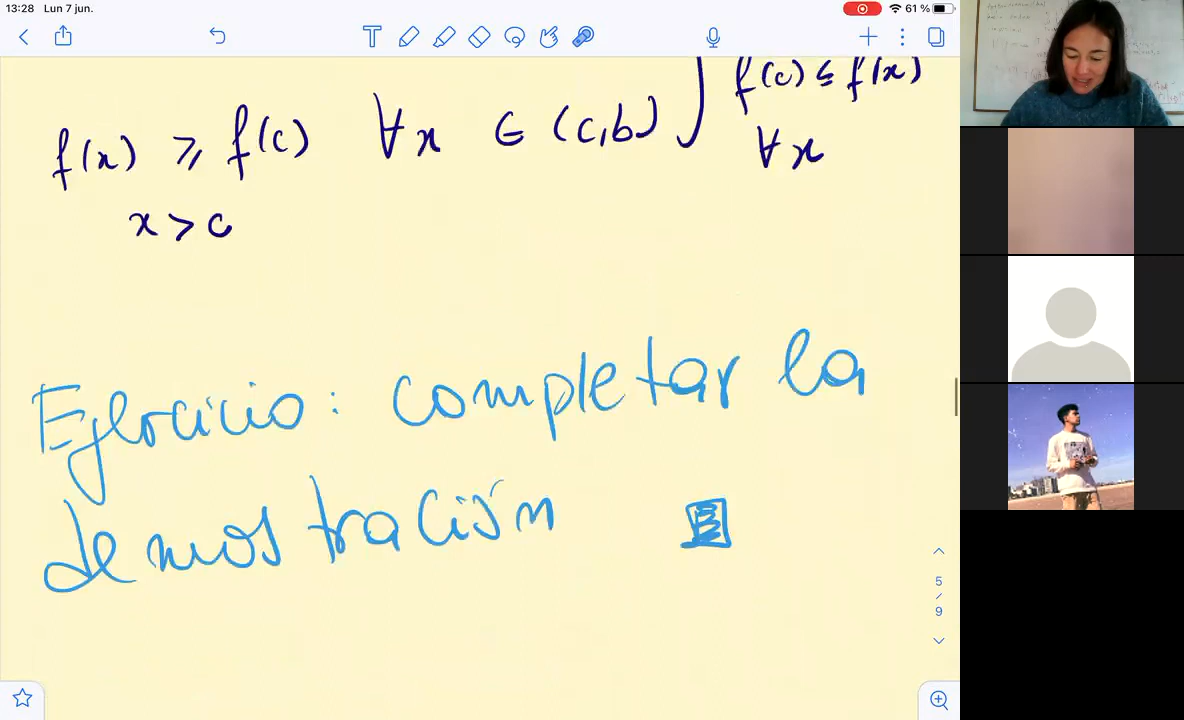 13:28 Lun 7 jun. 61 %
f(c) ≤ f(x)
f(x) ≥ f(c) ∀x ∈ (c,b)
∀x
x > c
Ejercicio: completar la
demostración
5
/
9